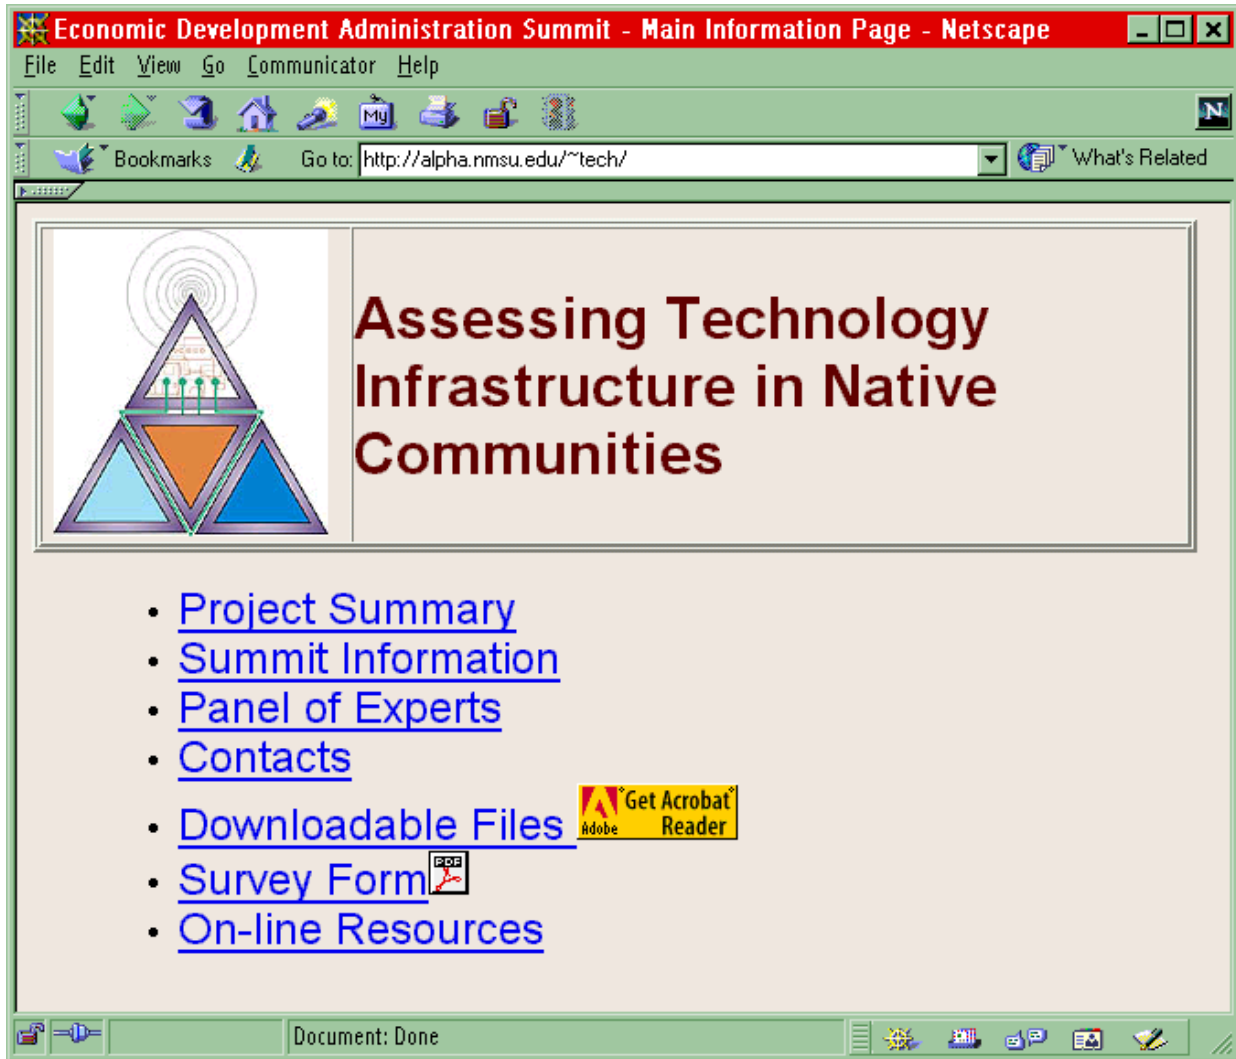 Economic Development Administration Summit - Main Information Page - Netscape
File Edit View Go Communicator Help
My
N
Bookmarks Go to: http://alpha.nmsu.edu/~tech/ What's Related
Assessing Technology
Infrastructure in Native
Communities
• Project Summary
• Summit Information
• Panel of Experts
• Contacts
• Downloadable Files Adobe Get Acrobat Reader
• Survey Form PDF
• On-line Resources
Document: Done